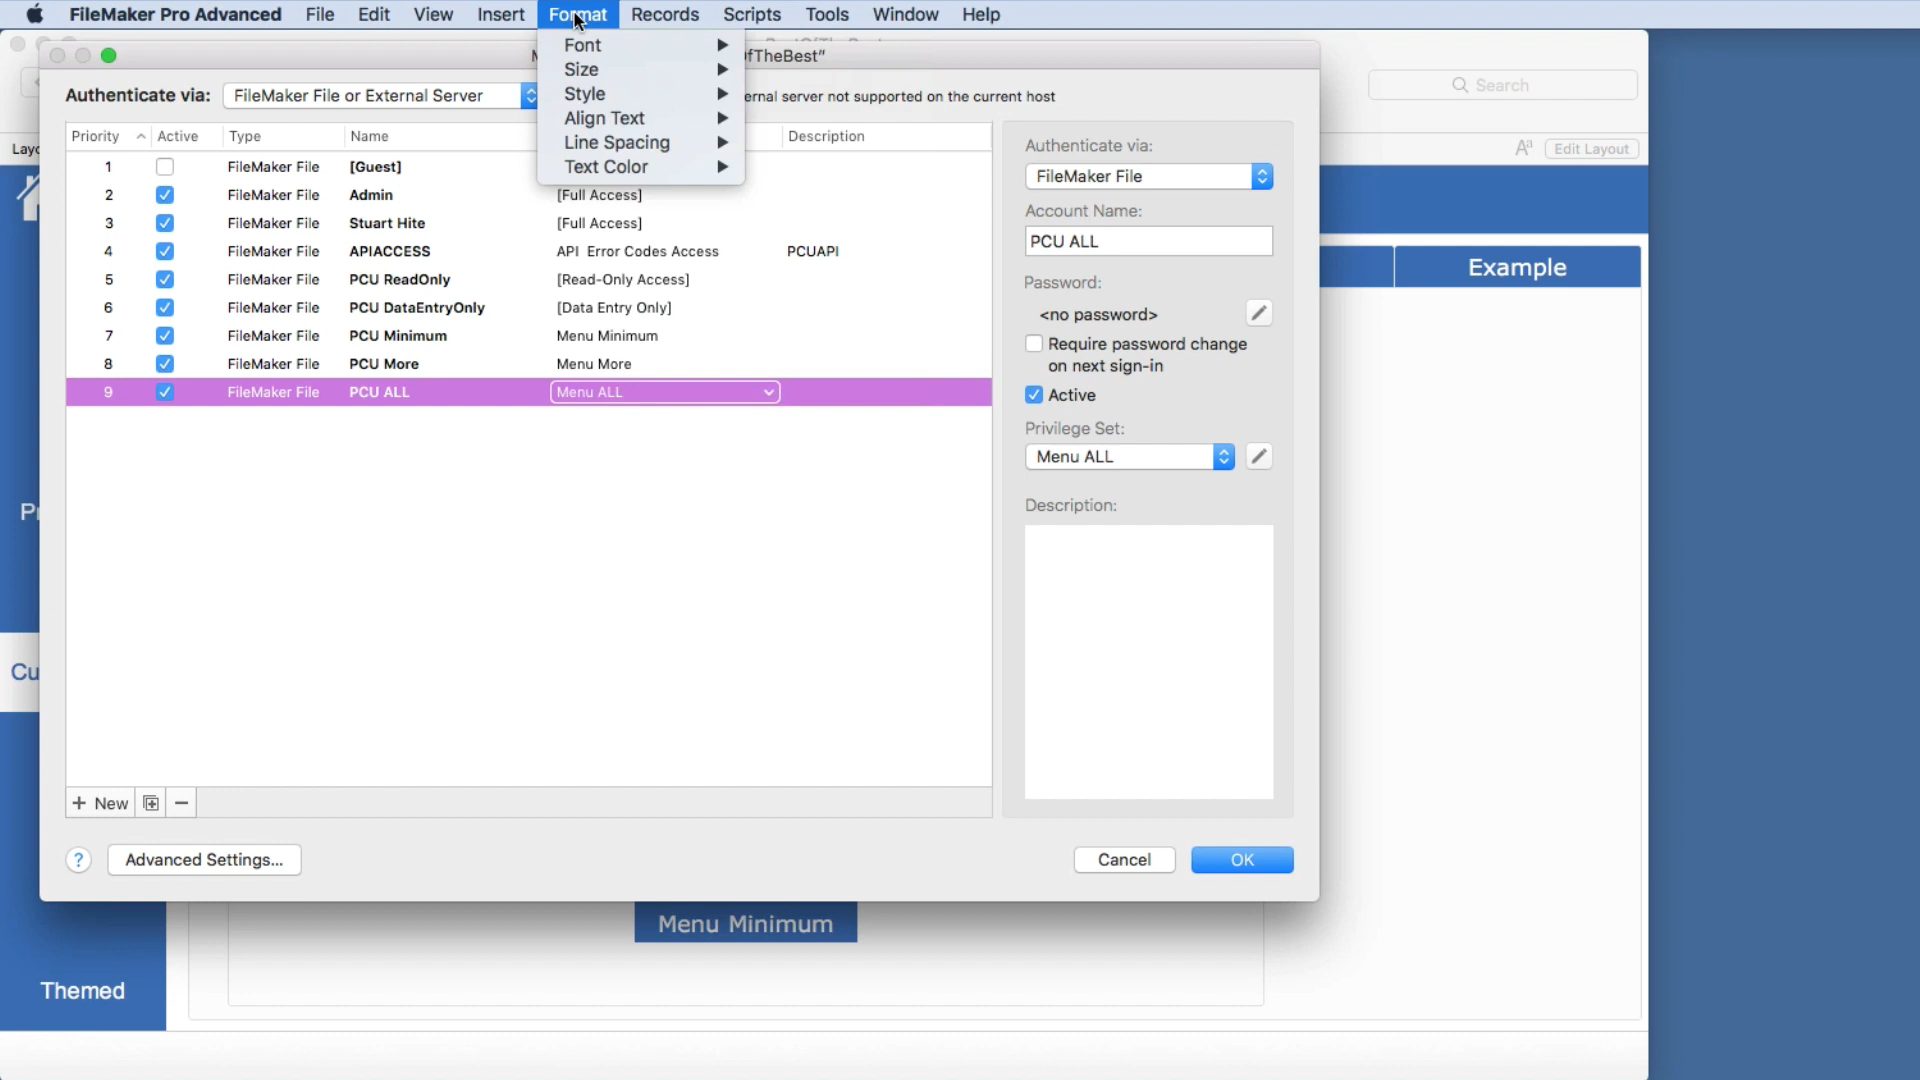 FileMaker Pro Advanced File Edit View Insert Format Records Scripts Tools Window Help
Font
Size
Style
Align Text
Line Spacing
Text Color
fTheBest”
Search
Authenticate via: FileMaker File or External Server
ernal server not supported on the current host
Edit Layout
Priority Active Type Name Description
1 FileMaker File [Guest]
2 FileMaker File Admin [Full Access]
3 FileMaker File Stuart Hite [Full Access]
4 FileMaker File APIACCESS API Error Codes Access PCUAPI
5 FileMaker File PCU ReadOnly [Read-Only Access]
6 FileMaker File PCU DataEntryOnly [Data Entry Only]
7 FileMaker File PCU Minimum Menu Minimum
8 FileMaker File PCU More Menu More
9 FileMaker File PCU ALL Menu ALL
+ New
Advanced Settings...
Authenticate via:
FileMaker File
Account Name:
PCU ALL
Password:
<no password>
Require password change
on next sign-in
Active
Privilege Set:
Menu ALL
Description:
Cancel OK
Example
Layo
Pr
Cu
Menu Minimum
Themed